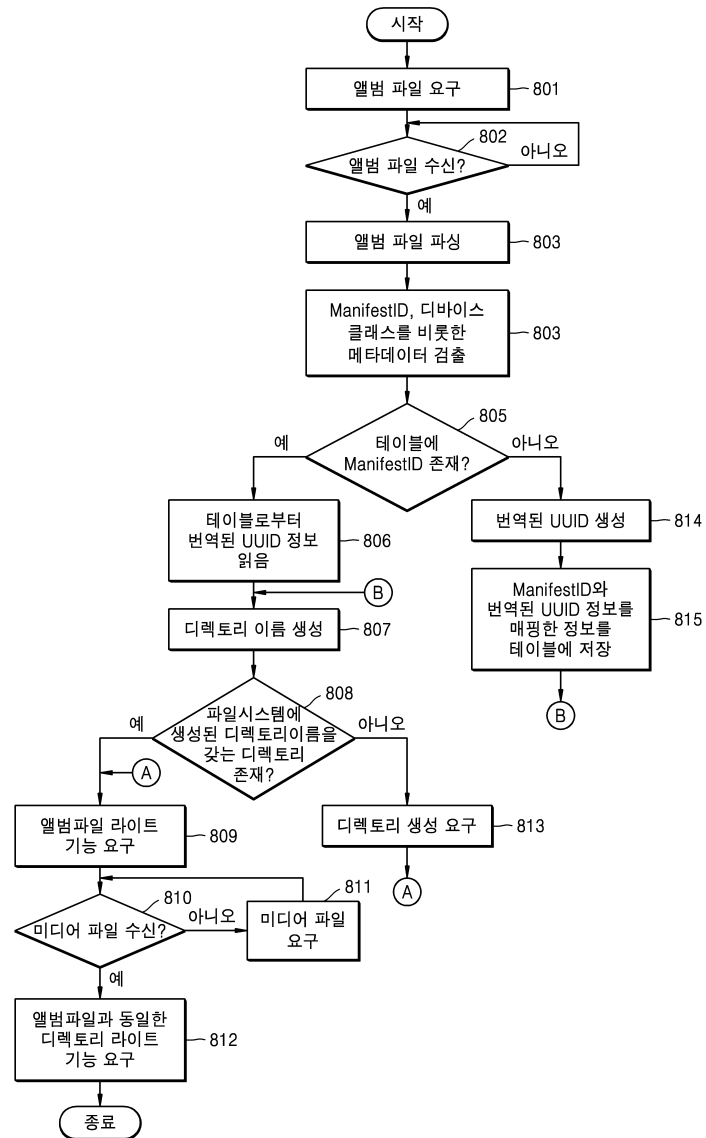 시작
앨범 파일 요구
801
802
앨범 파일 수신?
아니오
예
앨범 파일 파싱
803
ManifestID, 디바이스
클래스를 비롯한
메타데이터 검출
803
805
예
테이블에
ManifestID 존재?
아니오
테이블로부터
번역된 UUID 정보
읽음
806
번역된 UUID 생성
814
B
ManifestID와
번역된 UUID 정보를
매핑한 정보를
테이블에 저장
815
디렉토리 이름 생성
807
B
808
예
파일시스템에
생성된 디렉토리이름을
갖는 디렉토리
존재?
아니오
A
앨범파일 라이트
기능 요구
809
디렉토리 생성 요구
813
A
810
미디어 파일 수신?
아니오
811
미디어 파일
요구
예
앨범파일과 동일한
디렉토리 라이트
기능 요구
812
종료